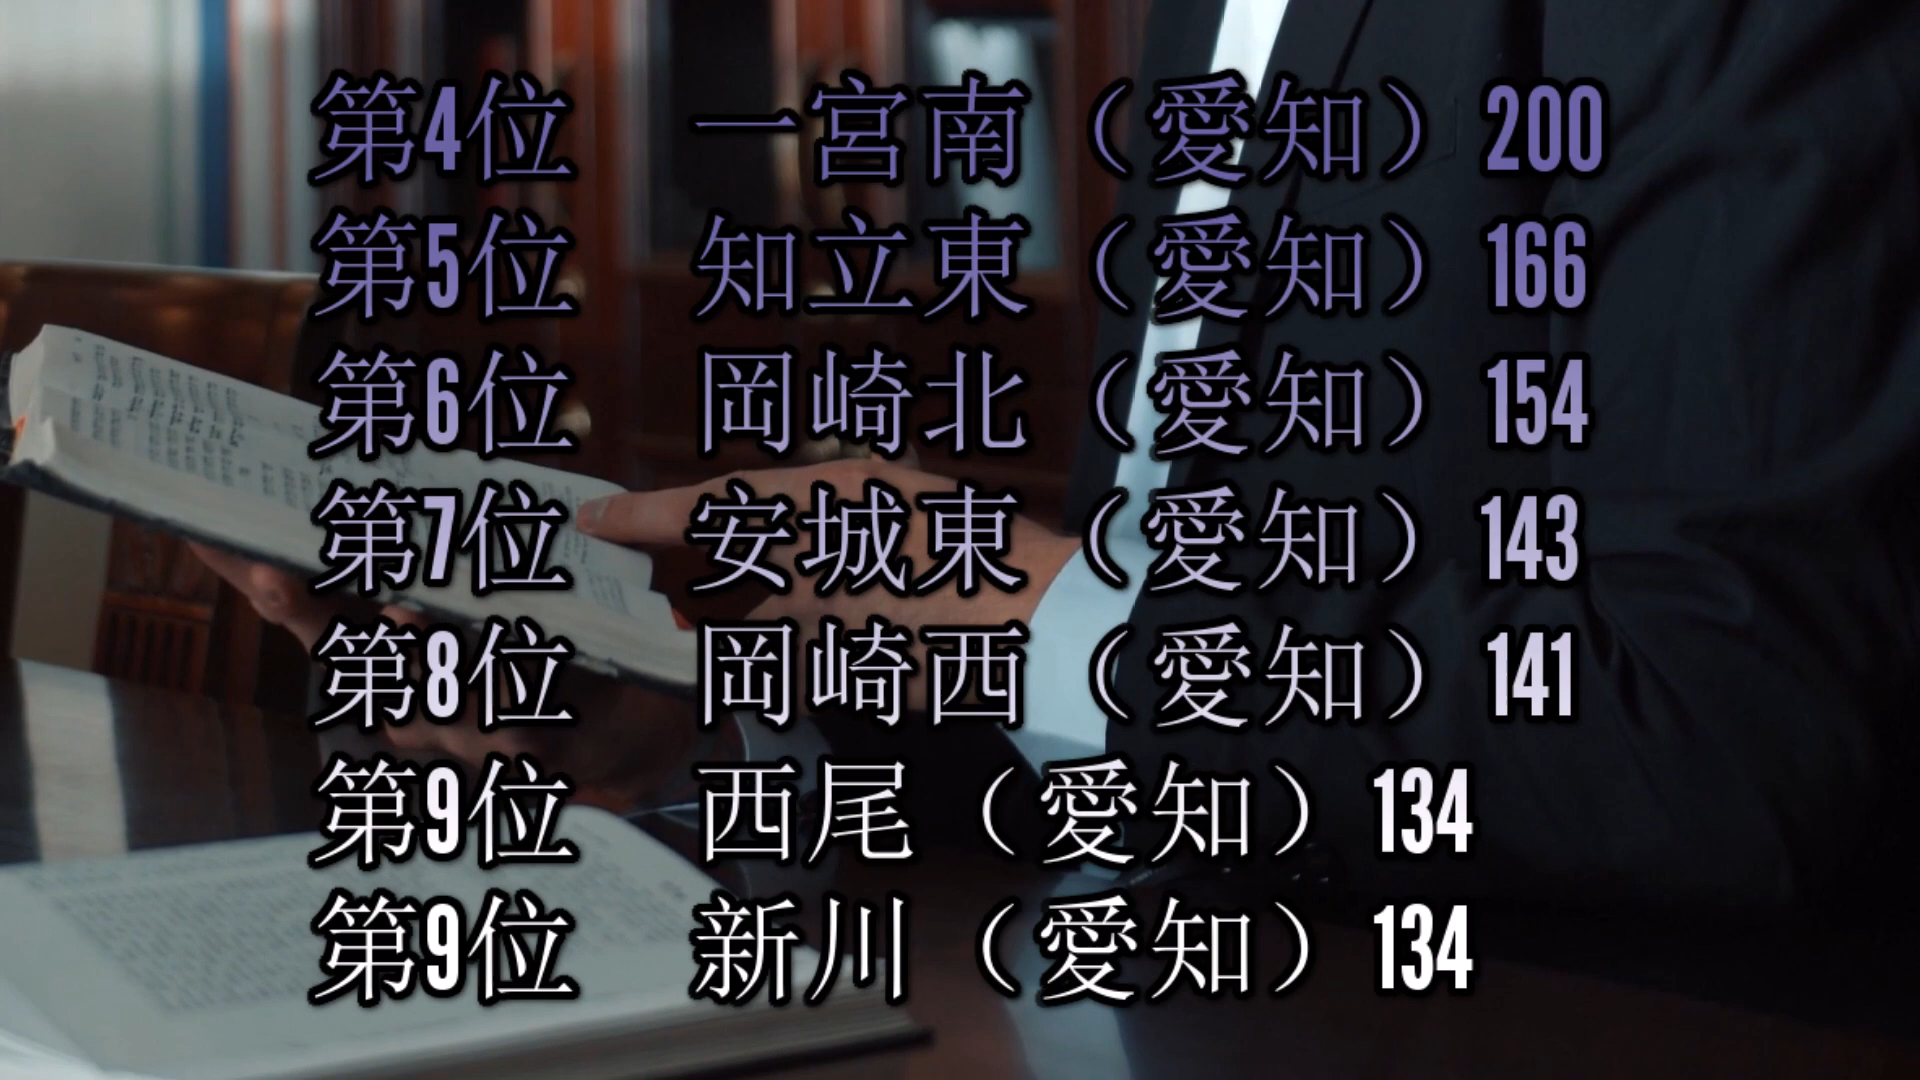 第4位 一宮南（愛知）200
第5位 知立東（愛知）166
第6位 岡崎北（愛知）154
第7位 安城東（愛知）143
第8位 岡崎西（愛知）141
第9位 西尾（愛知）134
第9位 新川（愛知）134